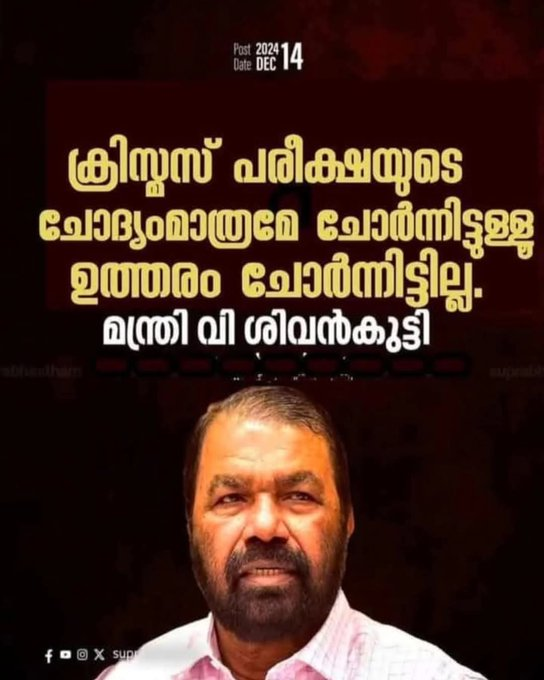 Post 2024 14
Date DEC
ക്രിസ്മസ് പരീക്ഷയുടെ
ചോദ്യംമാത്രമേ ചോർന്നിട്ടുള്ളൂ
ഉത്തരം ചോർന്നിട്ടില്ല.
മന്ത്രി വി ശിവൻകുട്ടി